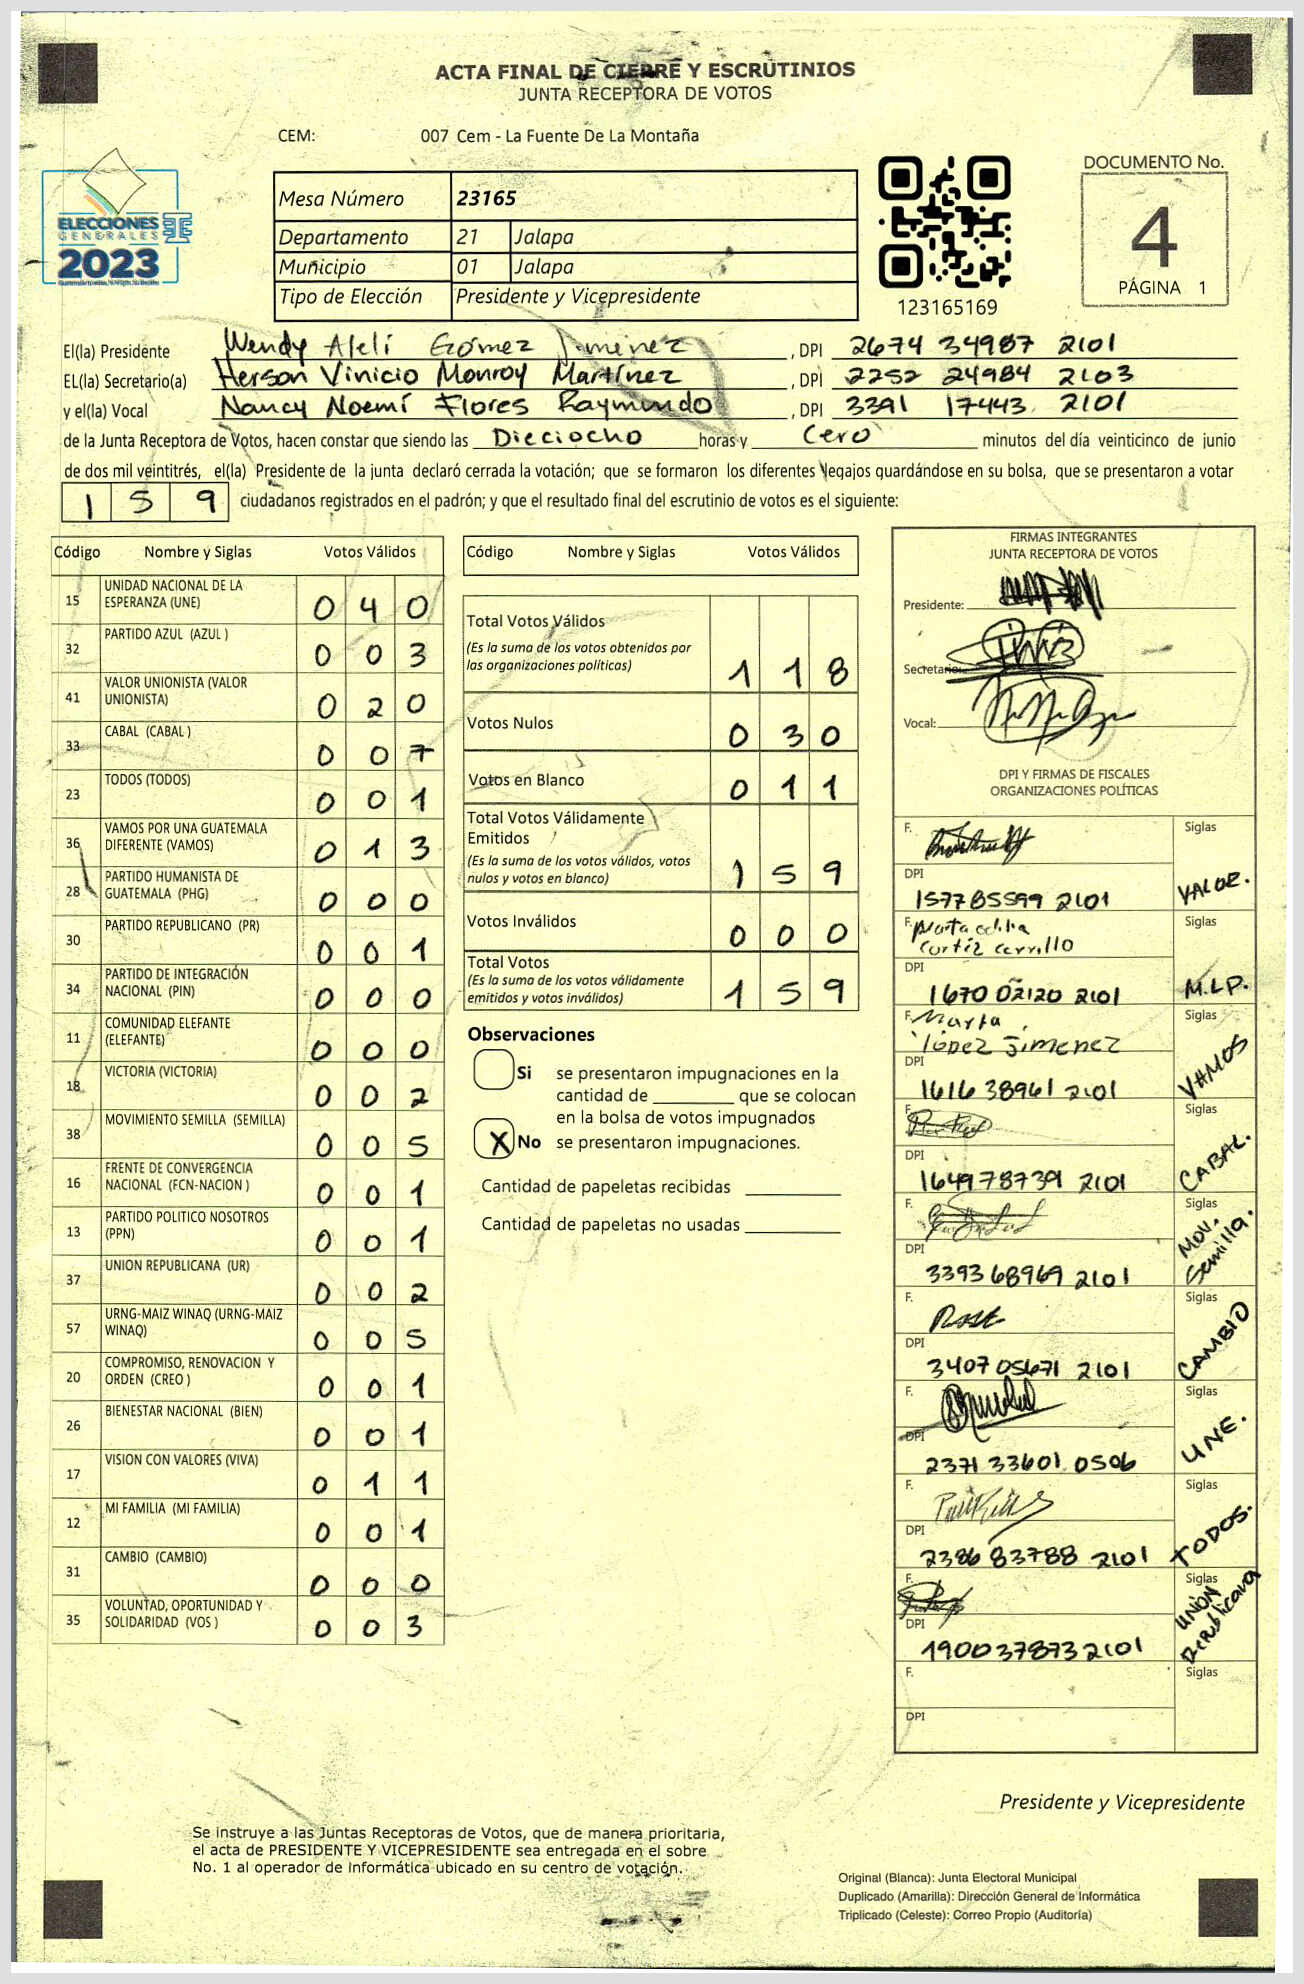 ACTA FINAL DE CIERRE Y ESCRUTINIOS
JUNTA RECEPTORA DE VOTOS
CEM: 007 Cem - La Fuente De La Montaña
ELECCIONES
GENERALES
2023
Mesa Número 23165
Departamento 21 Jalapa
Municipio 01 Jalapa
Tipo de Elección Presidente y Vicepresidente
123165169
DOCUMENTO No.
4
PÁGINA 1
El(la) Presidente Wendy Aleli Gómez Jiménez , DPI 2674 34987 2101
EL(la) Secretario(a) Herson Vinicio Monroy Martínez , DPI 2252 24984 2103
y el(la) Vocal Nancy Noemí Flores Raymundo , DPI 3391 17443 2101
de la Junta Receptora de Votos, hacen constar que siendo las Dieciocho horas y Cero minutos del día veinticinco de junio
de dos mil veintitrés, el(la) Presidente de la junta declaró cerrada la votación; que se formaron los diferentes legajos guardándose en su bolsa, que se presentaron a votar
1 5 9 ciudadanos registrados en el padrón; y que el resultado final del escrutinio de votos es el siguiente:
Código Nombre y Siglas Votos Válidos
15 UNIDAD NACIONAL DE LA ESPERANZA (UNE) 0 4 0
32 PARTIDO AZUL (AZUL ) 0 0 3
41 VALOR UNIONISTA (VALOR UNIONISTA) 0 2 0
33 CABAL (CABAL ) 0 0 7
23 TODOS (TODOS) 0 0 1
36 VAMOS POR UNA GUATEMALA DIFERENTE (VAMOS) 0 1 3
28 PARTIDO HUMANISTA DE GUATEMALA (PHG) 0 0 0
30 PARTIDO REPUBLICANO (PR) 0 0 1
34 PARTIDO DE INTEGRACIÓN NACIONAL (PIN) 0 0 0
11 COMUNIDAD ELEFANTE (ELEFANTE) 0 0 0
18 VICTORIA (VICTORIA) 0 0 2
38 MOVIMIENTO SEMILLA (SEMILLA) 0 0 5
16 FRENTE DE CONVERGENCIA NACIONAL (FCN-NACION ) 0 0 1
13 PARTIDO POLITICO NOSOTROS (PPN) 0 0 1
37 UNION REPUBLICANA (UR) 0 0 2
57 URNG-MAIZ WINAQ (URNG-MAIZ WINAQ) 0 0 5
20 COMPROMISO, RENOVACION Y ORDEN (CREO ) 0 0 1
26 BIENESTAR NACIONAL (BIEN) 0 0 1
17 VISION CON VALORES (VIVA) 0 1 1
12 MI FAMILIA (MI FAMILIA) 0 0 1
31 CAMBIO (CAMBIO) 0 0 0
35 VOLUNTAD, OPORTUNIDAD Y SOLIDARIDAD (VOS ) 0 0 3
Código Nombre y Siglas Votos Válidos
Total Votos Válidos
(Es la suma de los votos obtenidos por
las organizaciones políticas) 1 1 8
Votos Nulos 0 3 0
Votos en Blanco 0 1 1
Total Votos Válidamente
Emitidos
(Es la suma de los votos válidos, votos
nulos y votos en blanco) 1 5 9
Votos Inválidos 0 0 0
Total Votos
(Es la suma de los votos válidamente
emitidos y votos inválidos) 1 5 9
Observaciones
Si se presentaron impugnaciones en la
cantidad de ________ que se colocan
en la bolsa de votos impugnados
X No se presentaron impugnaciones.
Cantidad de papeletas recibidas
Cantidad de papeletas no usadas
FIRMAS INTEGRANTES
JUNTA RECEPTORA DE VOTOS
Presidente:
Secretario:
Vocal:
DPI Y FIRMAS DE FISCALES
ORGANIZACIONES POLÍTICAS
F. Siglas
DPI 1577 85599 2101 VALOR.
F. Marta odilia Siglas
Cortéz Carrillo
DPI 1670 02120 2101 M.L.P.
F. Marta Siglas
López Jimenez
DPI 1616 38961 2101 VAMOS
F. Siglas
DPI 1649 78739 2101 CABAL.
F. Siglas
DPI 3393 68969 2101 MOV. Semilla.
F. Siglas
DPI 3407 05671 2101 CAMBIO
F. Siglas
DPI 2371 33601 0506 UNE.
F. Siglas
DPI 2386 83788 2101 TODOS.
F. Siglas
DPI 1900 37873 2101 UNIÓN Republicana
F. Siglas
DPI
Presidente y Vicepresidente
Se instruye a las Juntas Receptoras de Votos, que de manera prioritaria,
el acta de PRESIDENTE Y VICEPRESIDENTE sea entregada en el sobre
No. 1 al operador de Informática ubicado en su centro de votación.
Original (Blanca): Junta Electoral Municipal
Duplicado (Amarilla): Dirección General de Informática
Triplicado (Celeste): Correo Propio (Auditoría)